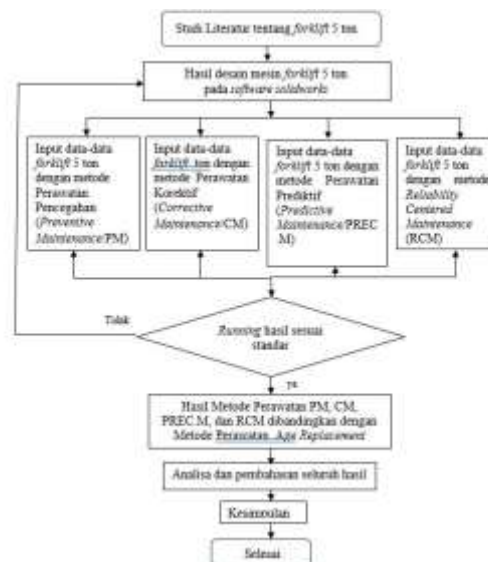 Studi Literatur tentang forklift 5 ton
Hasil desain mesin forklift 5 ton
pada software solidworks
Input data-data
forklift 5 ton
dengan metode
Perawatan
Pencegahan
(Preventive
Maintenance/PM)
Input data-data
forklift ton dengan
metode Perawatan
Korektif
(Corrective
Maintenance/CM)
Input data-data
forklift 5 ton dengan
metode Perawatan
Prediktif
(Predictive
Maintenance/PREC
M)
Input data-data
forklift 5 ton
dengan metode
Reliability
Centered
Maintenance
(RCM)
Tidak
Running hasil sesuai
standar
ya
Hasil Metode Perawatan PM, CM,
PREC.M, dan RCM dibandingkan dengan
Metode Perawatan Age Replacement
Analisa dan pembahasan seluruh hasil
Kesimpulan
Selesai